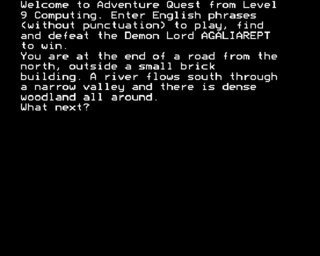 Welcome to Adventure Quest from Level
9 Computing. Enter English phrases
(without punctuation) to play, find
and defeat the Demon Lord AGALIAREPT
to win.
You are at the end of a road from the
north, outside a small brick
building. A river flows south through
a narrow valley and there is dense
woodland all around.
What next?